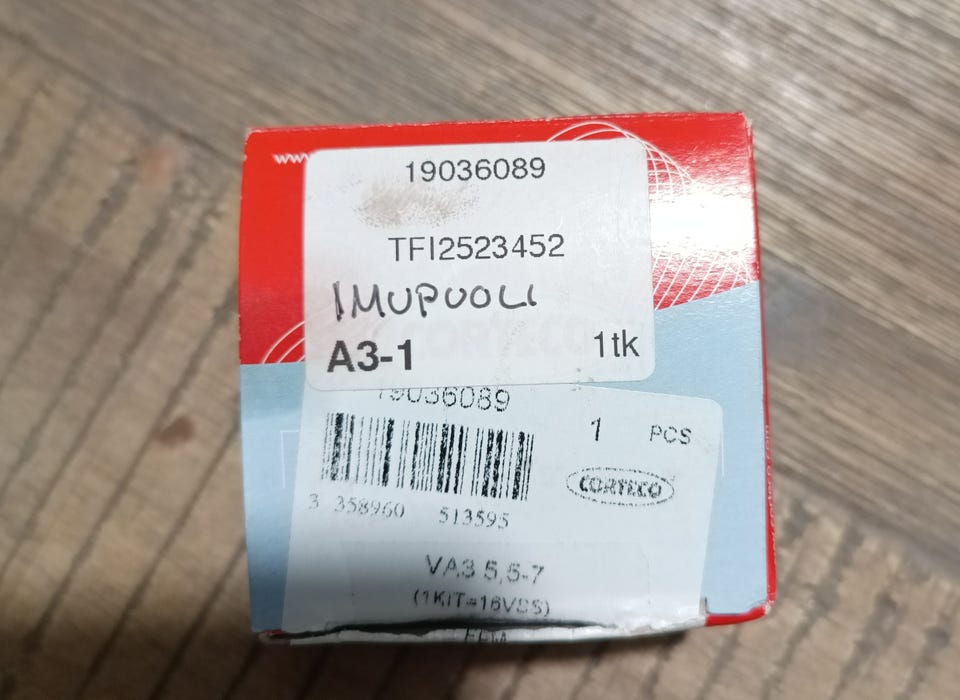 www
19036089
TFI2523452
IMUPUOLI
A3-1
1tk
19036089
1 PCS
CORTECO
3 358960 513595
VA3 5,5-7
(1KIT=16VSS)